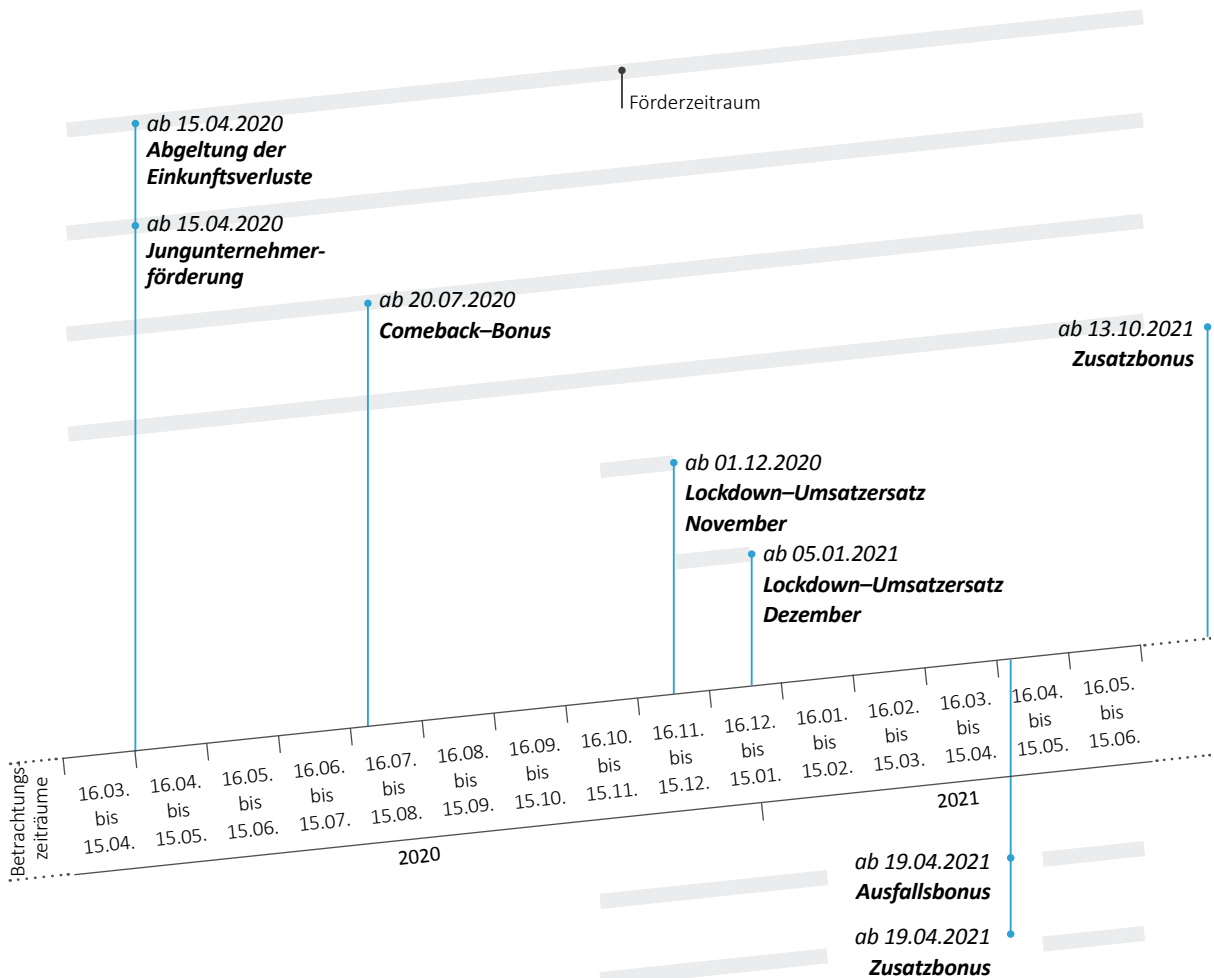 Förderzeitraum
ab 15.04.2020
Abgeltung der
Einkunftsverluste
ab 15.04.2020
Jungunternehmer-
förderung
ab 20.07.2020
Comeback–Bonus
ab 13.10.2021
Zusatzbonus
ab 01.12.2020
Lockdown–Umsatzersatz
November
ab 05.01.2021
Lockdown–Umsatzersatz
Dezember
Betrachtungs-
zeiträume
16.03.
bis
15.04.
16.04.
bis
15.05.
16.05.
bis
15.06.
16.06.
bis
15.07.
16.07.
bis
15.08.
16.08.
bis
15.09.
16.09.
bis
15.10.
16.10.
bis
15.11.
16.11.
bis
15.12.
16.12.
bis
15.01.
16.01.
bis
15.02.
16.02.
bis
15.03.
16.03.
bis
15.04.
16.04.
bis
15.05.
16.05.
bis
15.06.
2020
2021
ab 19.04.2021
Ausfallsbonus
ab 19.04.2021
Zusatzbonus